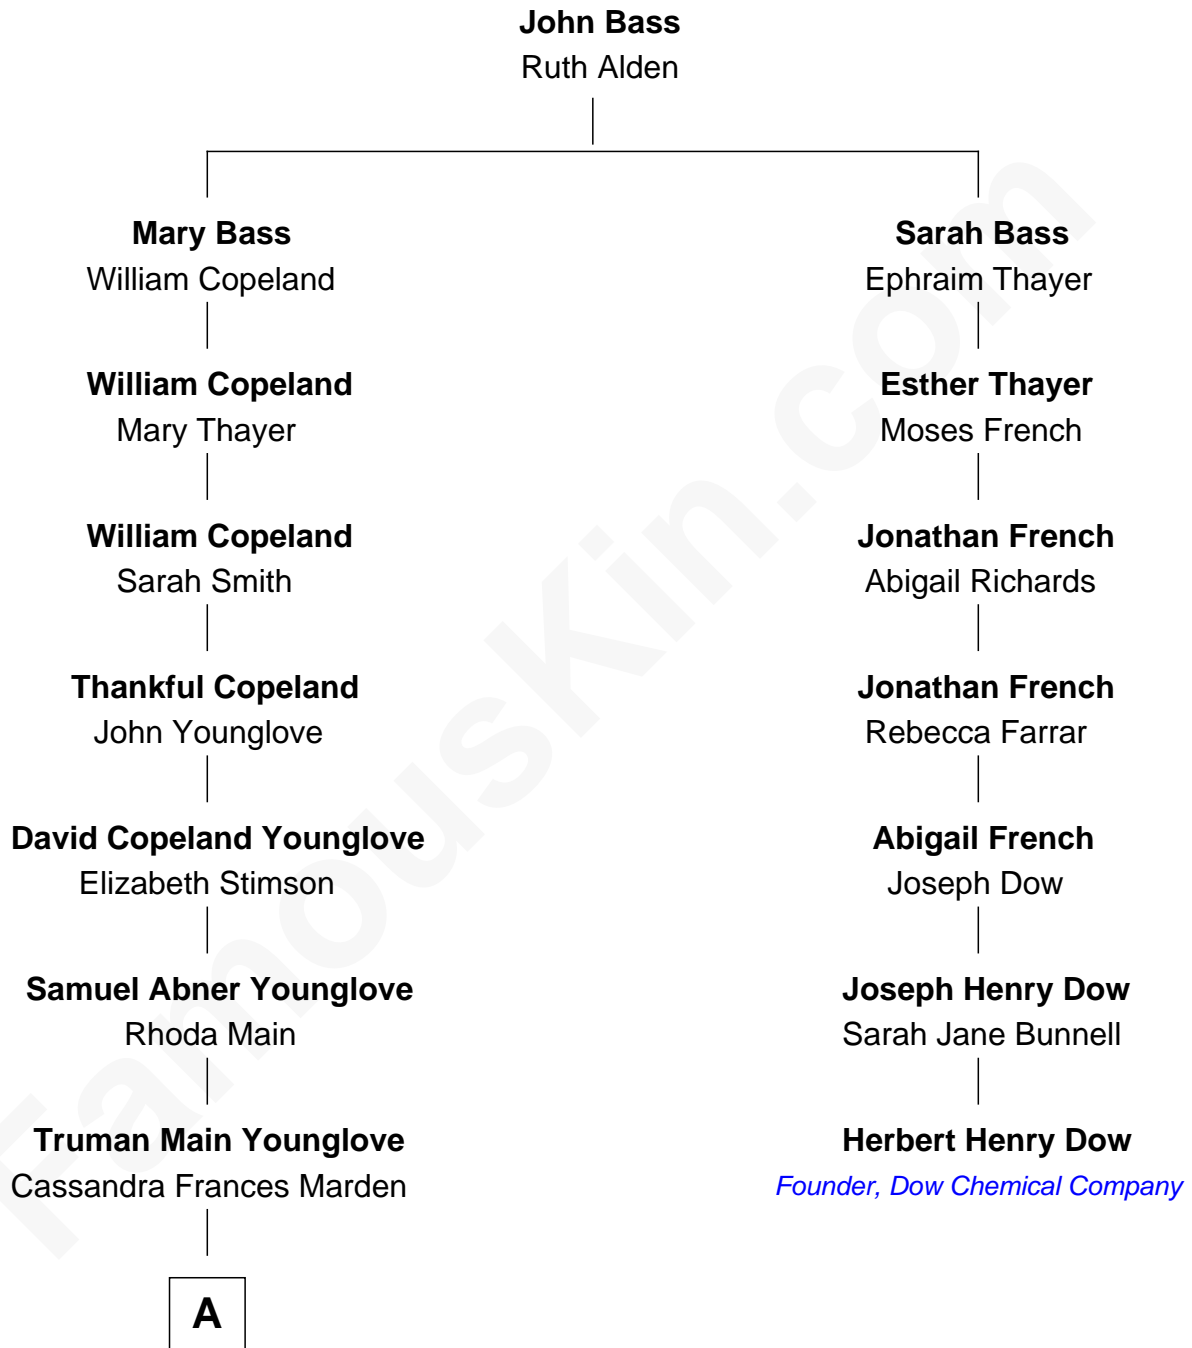 John Bass
Ruth Alden
Mary Bass
William Copeland
William Copeland
Mary Thayer
William Copeland
Sarah Smith
Thankful Copeland
John Younglove
David Copeland Younglove
Elizabeth Stimson
Samuel Abner Younglove
Rhoda Main
Truman Main Younglove
Cassandra Frances Marden
A
Sarah Bass
Ephraim Thayer
Esther Thayer
Moses French
Jonathan French
Abigail Richards
Jonathan French
Rebecca Farrar
Abigail French
Joseph Dow
Joseph Henry Dow
Sarah Jane Bunnell
Herbert Henry Dow
Founder, Dow Chemical Company
FamousKin.com